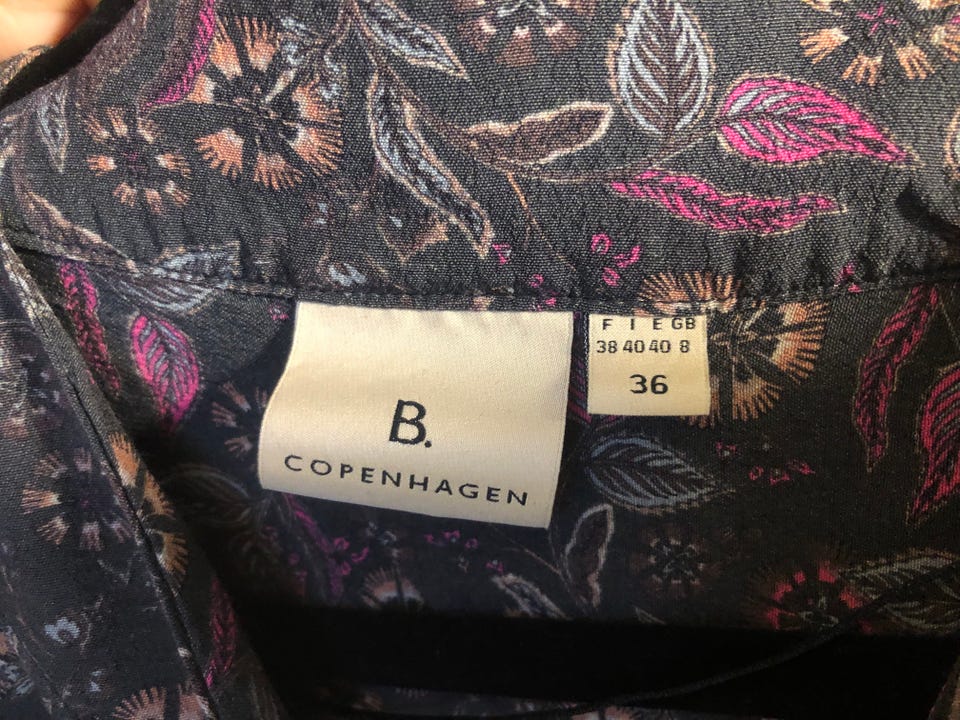 B.
COPENHAGEN
F I E GB
38 40 40 8
36